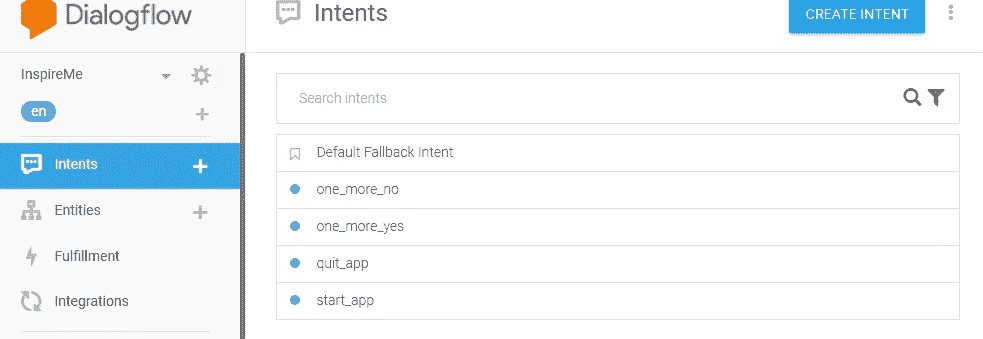 Dialogflow
Intents
CREATE INTENT
InspireMe
en
Search intents
Intents
Default Fallback Intent
one_more_no
Entities
one_more_yes
Fulfillment
quit_app
Integrations
start_app